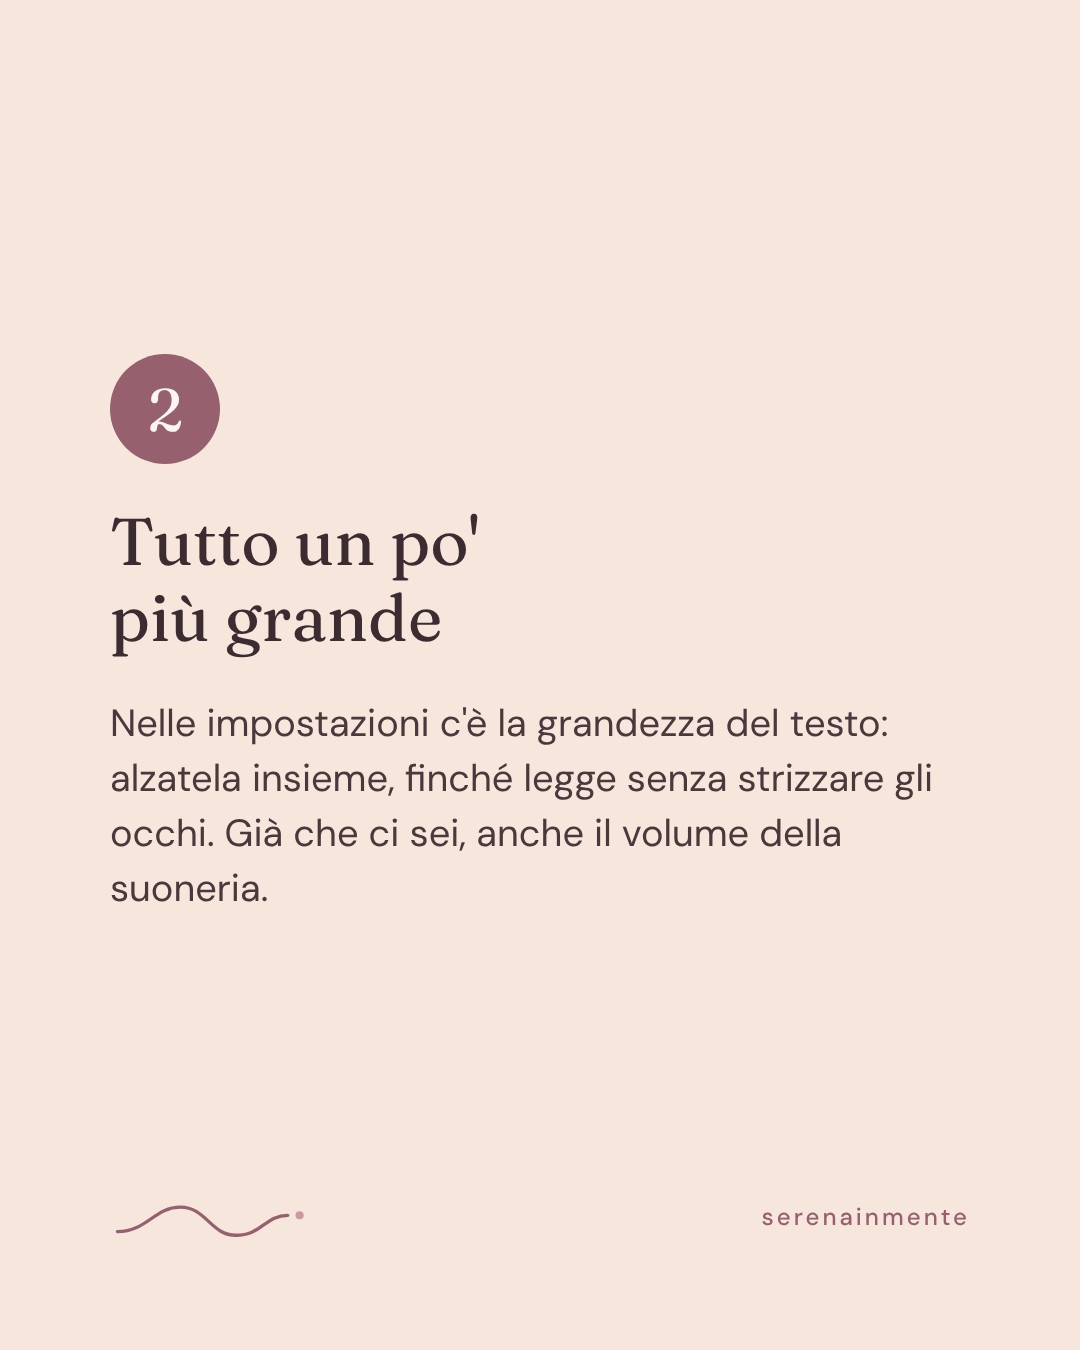 2
Tutto un po'
più grande
Nelle impostazioni c'è la grandezza del testo:
alzatela insieme, finché legge senza strizzare gli
occhi. Già che ci sei, anche il volume della
suoneria.
serenainmente